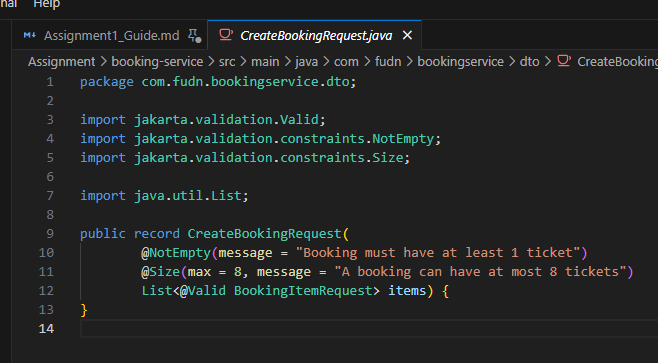 nal Help
Assignment1_Guide.md CreateBookingRequest.java ×
Assignment > booking-service > src > main > java > com > fudn > bookingservice > dto > CreateBooking
1 package com.fudn.bookingservice.dto;
2
3 import jakarta.validation.Valid;
4 import jakarta.validation.constraints.NotEmpty;
5 import jakarta.validation.constraints.Size;
6
7 import java.util.List;
8
9 public record CreateBookingRequest(
10 @NotEmpty(message = "Booking must have at least 1 ticket")
11 @Size(max = 8, message = "A booking can have at most 8 tickets")
12 List<@Valid BookingItemRequest> items) {
13 }
14